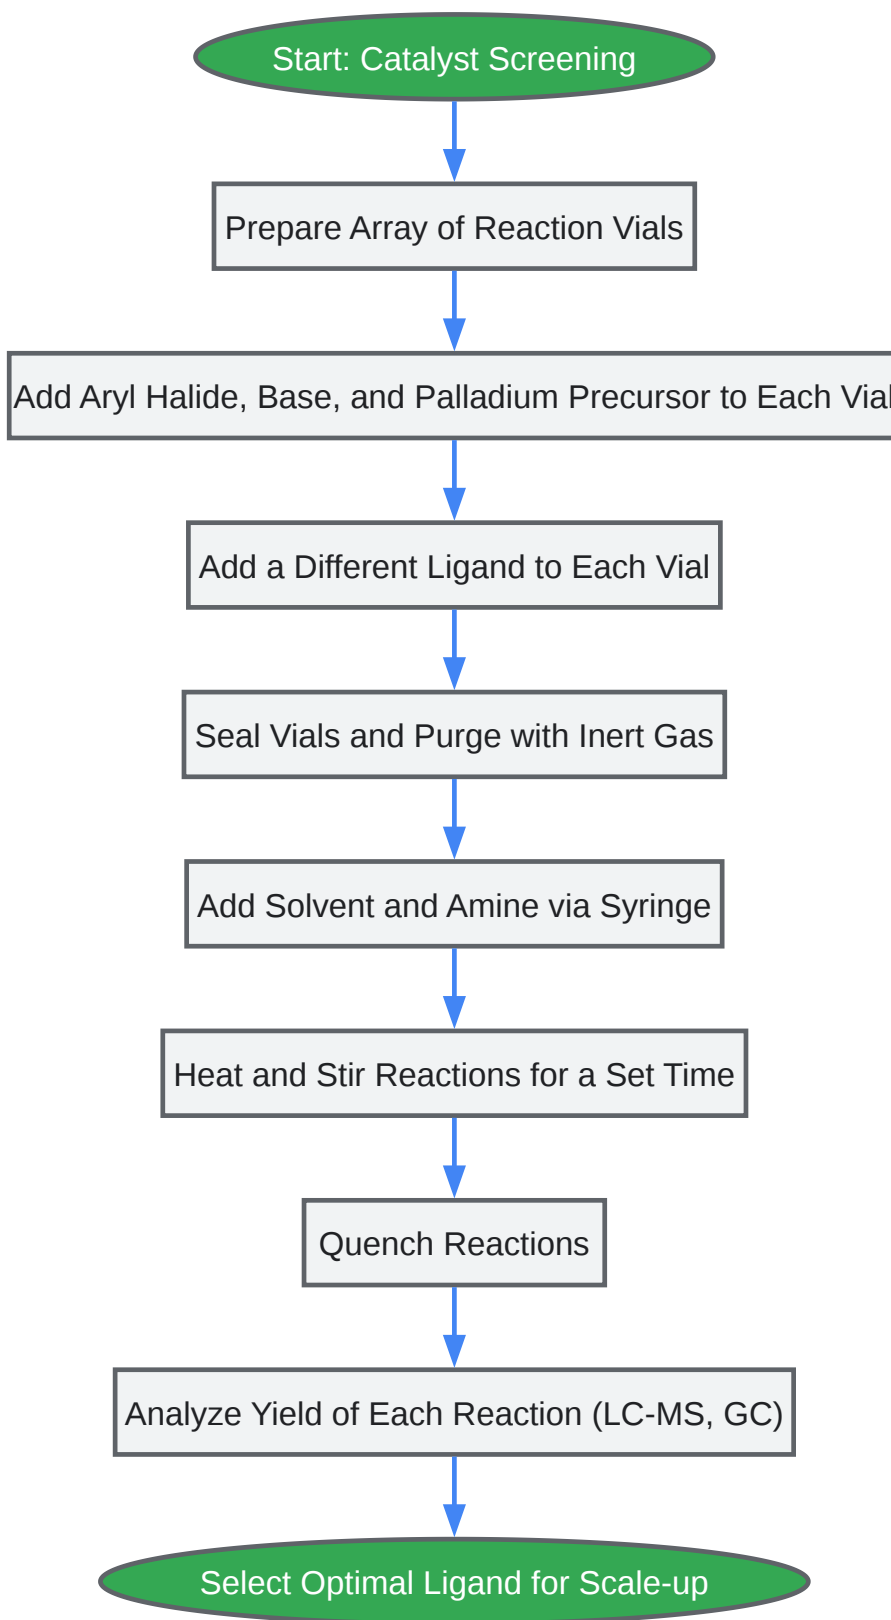 Start: Catalyst Screening
Prepare Array of Reaction Vials
Add Aryl Halide, Base, and Palladium Precursor to Each Vial
Add a Different Ligand to Each Vial
Seal Vials and Purge with Inert Gas
Add Solvent and Amine via Syringe
Heat and Stir Reactions for a Set Time
Quench Reactions
Analyze Yield of Each Reaction (LC-MS, GC)
Select Optimal Ligand for Scale-up